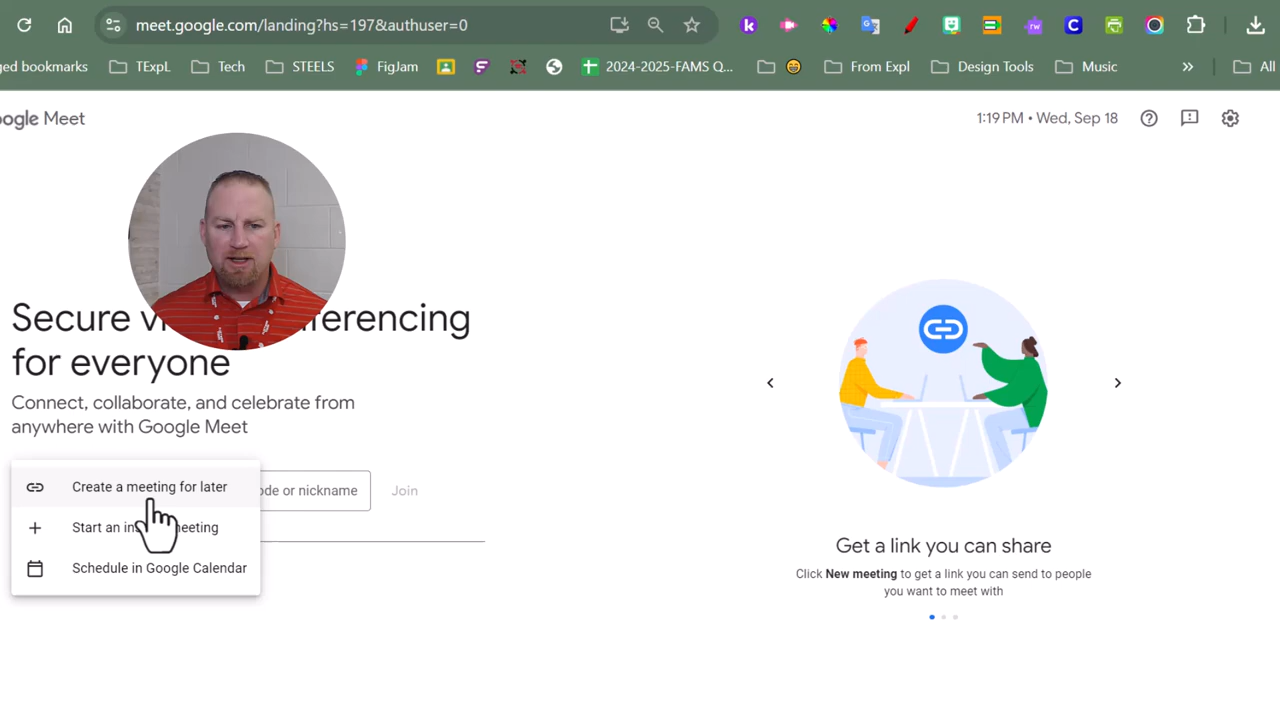 meet.google.com/landing?hs=197&authuser=0
ged bookmarks TExpL Tech STEELS FigJam 2024-2025-FAMS Q... From Expl Design Tools Music » All
ogle Meet
1:19 PM • Wed, Sep 18
Secure v ferencing
for everyone
Connect, collaborate, and celebrate from
anywhere with Google Meet
Create a meeting for later
ode or nickname Join
Start an in eeting
Schedule in Google Calendar
Get a link you can share
Click New meeting to get a link you can send to people
you want to meet with